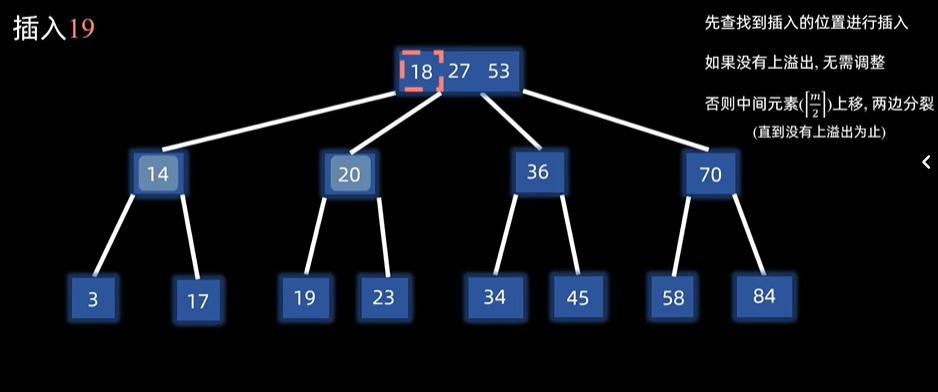 插入19
先查找到插入的位置进行插入
如果没有上溢出, 无需调整
否则中间元素(⌈m/2⌉)上移, 两边分裂
(直到没有上溢出为止)
18 27 53
14 20 36 70
3 17 19 23 34 45 58 84